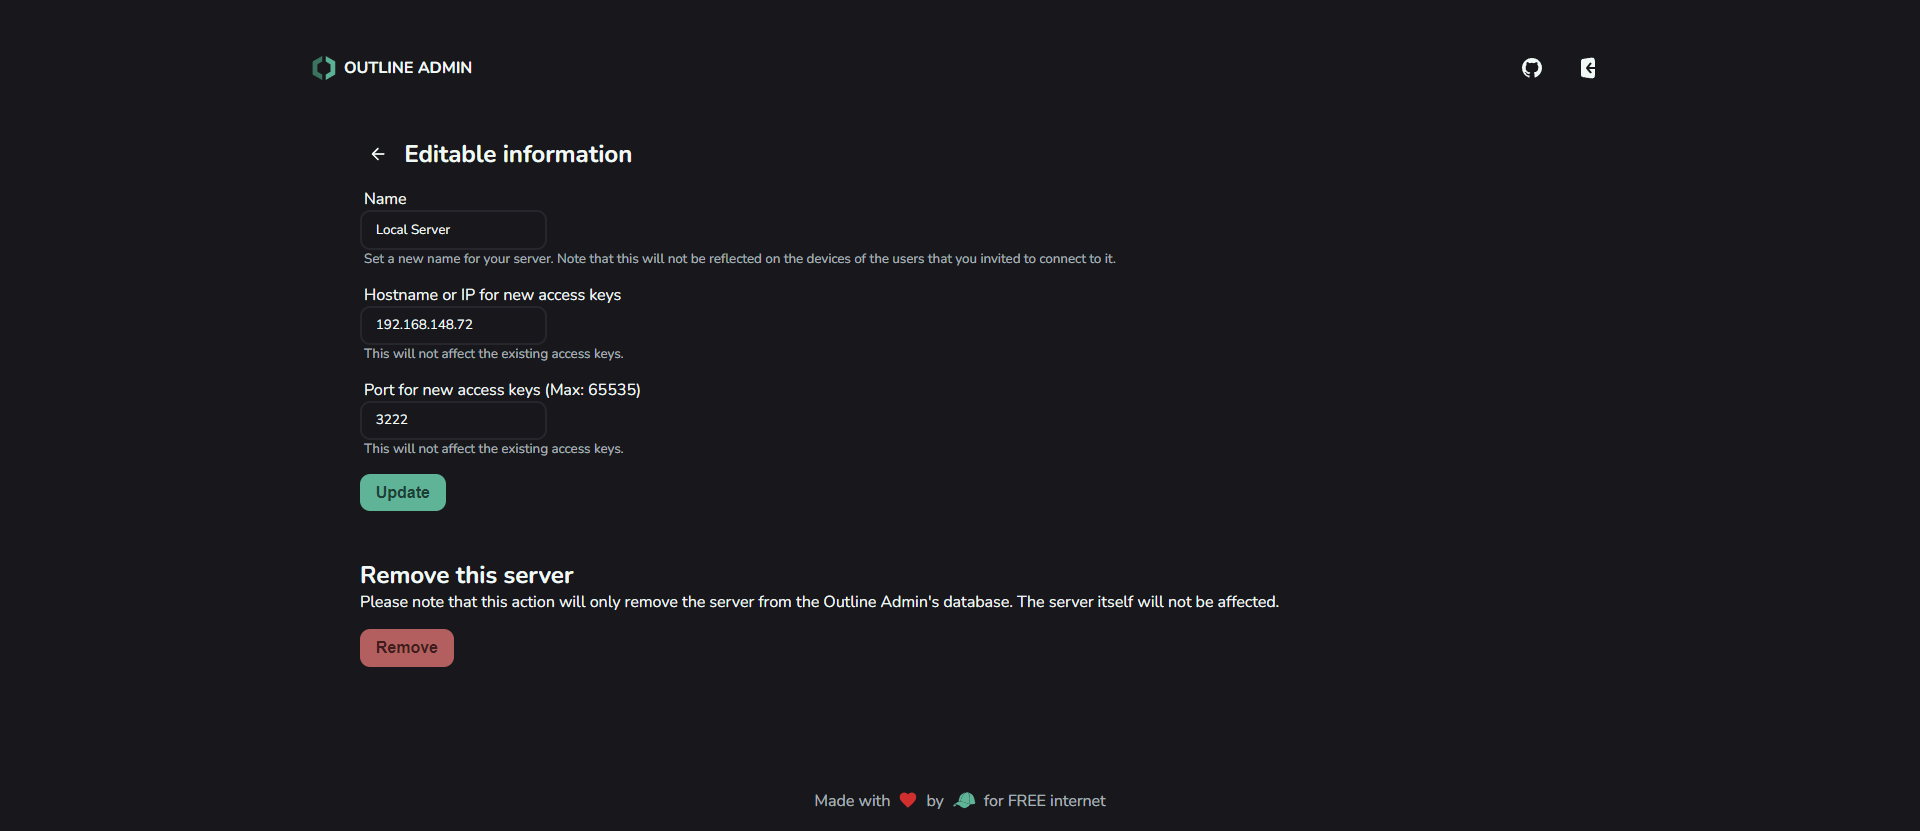 OUTLINE ADMIN
Editable information
Name
Local Server
Set a new name for your server. Note that this will not be reflected on the devices of the users that you invited to connect to it.
Hostname or IP for new access keys
192.168.148.72
This will not affect the existing access keys.
Port for new access keys (Max: 65535)
3222
This will not affect the existing access keys.
Update
Remove this server
Please note that this action will only remove the server from the Outline Admin's database. The server itself will not be affected.
Remove
Made with by for FREE internet